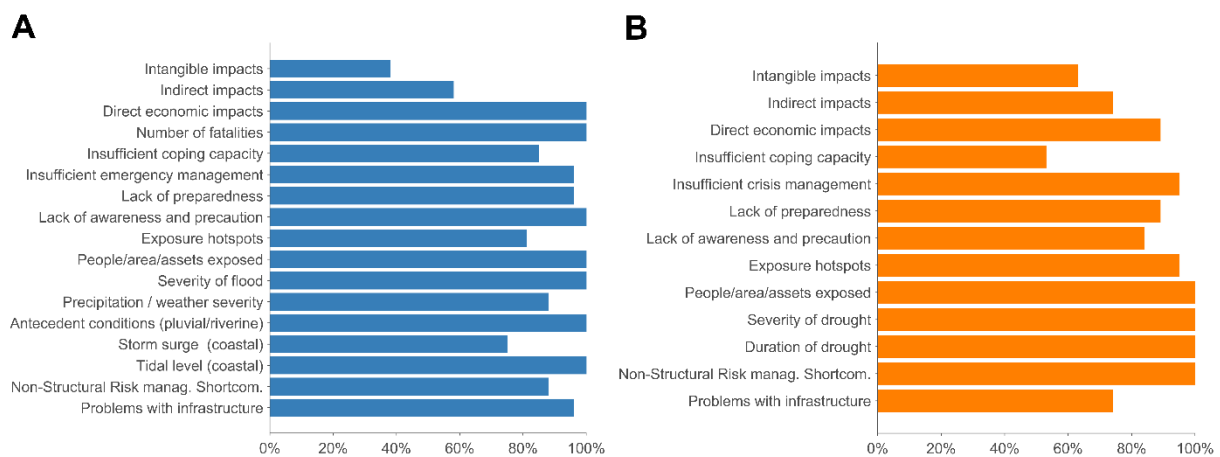 A
Intangible impacts
Indirect impacts
Direct economic impacts
Number of fatalities
Insufficient coping capacity
Insufficient emergency management
Lack of preparedness
Lack of awareness and precaution
Exposure hotspots
People/area/assets exposed
Severity of flood
Precipitation / weather severity
Antecedent conditions (pluvial/riverine)
Storm surge (coastal)
Tidal level (coastal)
Non-Structural Risk manag. Shortcom.
Problems with infrastructure
0% 20% 40% 60% 80% 100%
B
Intangible impacts
Indirect impacts
Direct economic impacts
Insufficient coping capacity
Insufficient crisis management
Lack of preparedness
Lack of awareness and precaution
Exposure hotspots
People/area/assets exposed
Severity of drought
Duration of drought
Non-Structural Risk manag. Shortcom.
Problems with infrastructure
0% 20% 40% 60% 80% 100%